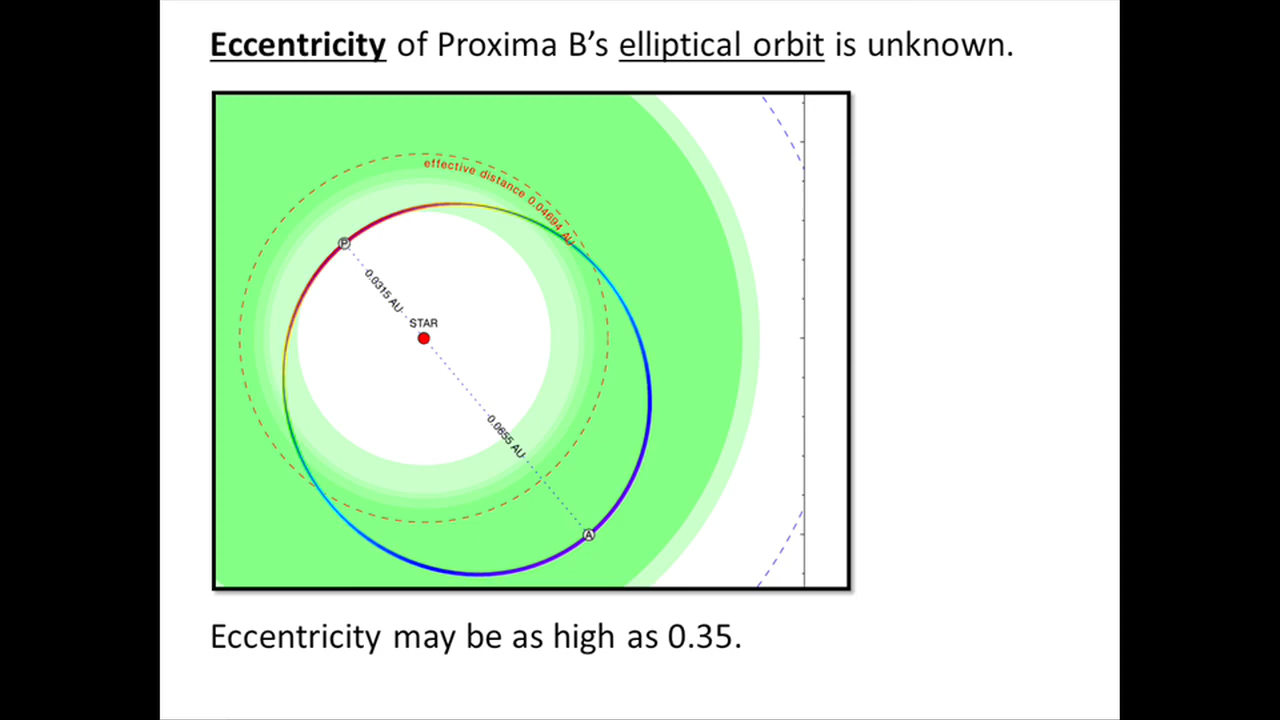 Eccentricity of Proxima B’s elliptical orbit is unknown.
effective distance 0.04694 AU
P
0.0315 AU
STAR
0.0655 AU
A
Eccentricity may be as high as 0.35.